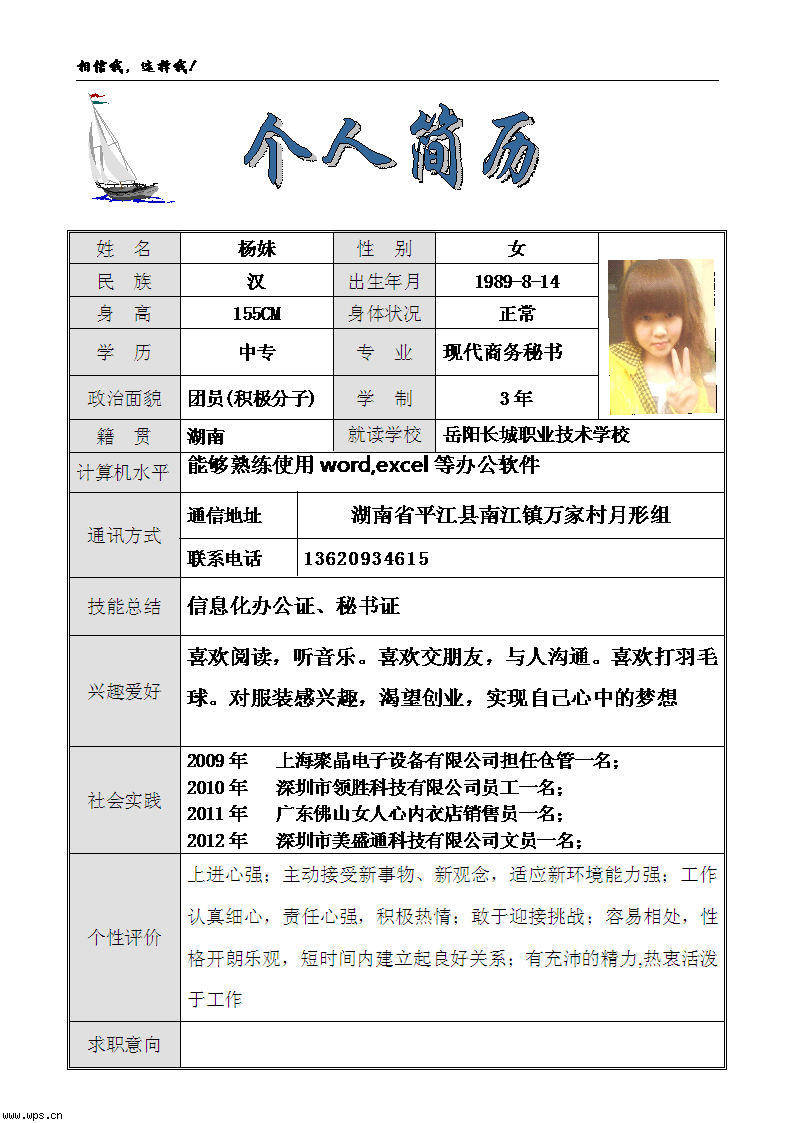 相信我，选择我！
个人简历
姓 名 杨妹 性 别 女
民 族 汉 出生年月 1989-8-14
身 高 155CM 身体状况 正常
学 历 中专 专 业 现代商务秘书
政治面貌 团员(积极分子) 学 制 3年
籍 贯 湖南 就读学校 岳阳长城职业技术学校
计算机水平 能够熟练使用word,excel等办公软件
通讯方式 通信地址 湖南省平江县南江镇万家村月形组
联系电话 13620934615
技能总结 信息化办公证、秘书证
兴趣爱好 喜欢阅读，听音乐。喜欢交朋友，与人沟通。喜欢打羽毛
球。对服装感兴趣，渴望创业，实现自己心中的梦想
社会实践 2009年 上海聚晶电子设备有限公司担任仓管一名；
2010年 深圳市领胜科技有限公司员工一名；
2011年 广东佛山女人心内衣店销售员一名；
2012年 深圳市美盛通科技有限公司文员一名；
个性评价 上进心强；主动接受新事物、新观念，适应新环境能力强；工作
认真细心，责任心强，积极热情；敢于迎接挑战；容易相处，性
格开朗乐观，短时间内建立起良好关系；有充沛的精力,热衷活泼
于工作
求职意向
www.wps.cn